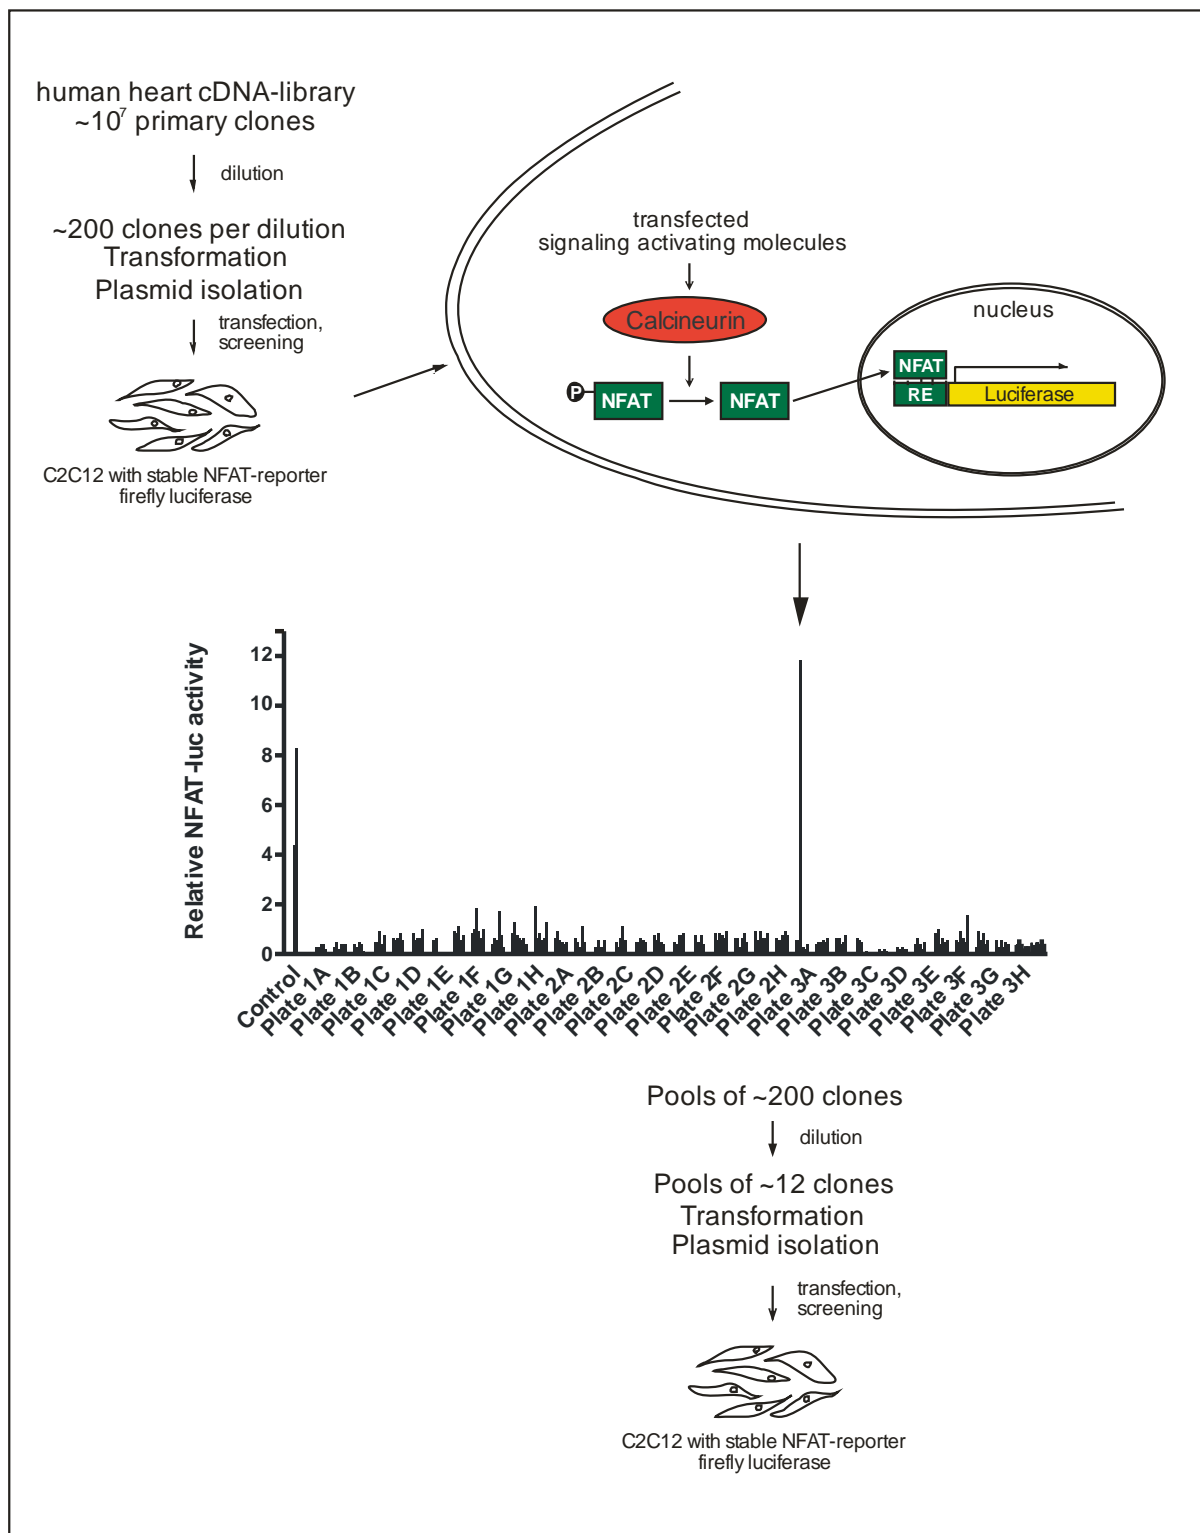 human heart cDNA-library
~10⁷ primary clones
dilution
~200 clones per dilution
Transformation
Plasmid isolation
transfection,
screening
C2C12 with stable NFAT-reporter
firefly luciferase
transfected
signaling activating molecules
Calcineurin
P
NFAT
NFAT
nucleus
NFAT
RE
Luciferase
Relative NFAT-luc activity
12
10
8
6
4
2
0
Control
Plate 1A
Plate 1B
Plate 1C
Plate 1D
Plate 1E
Plate 1F
Plate 1G
Plate 1H
Plate 2A
Plate 2B
Plate 2C
Plate 2D
Plate 2E
Plate 2F
Plate 2G
Plate 2H
Plate 3A
Plate 3B
Plate 3C
Plate 3D
Plate 3E
Plate 3F
Plate 3G
Plate 3H
Pools of ~200 clones
dilution
Pools of ~12 clones
Transformation
Plasmid isolation
transfection,
screening
C2C12 with stable NFAT-reporter
firefly luciferase